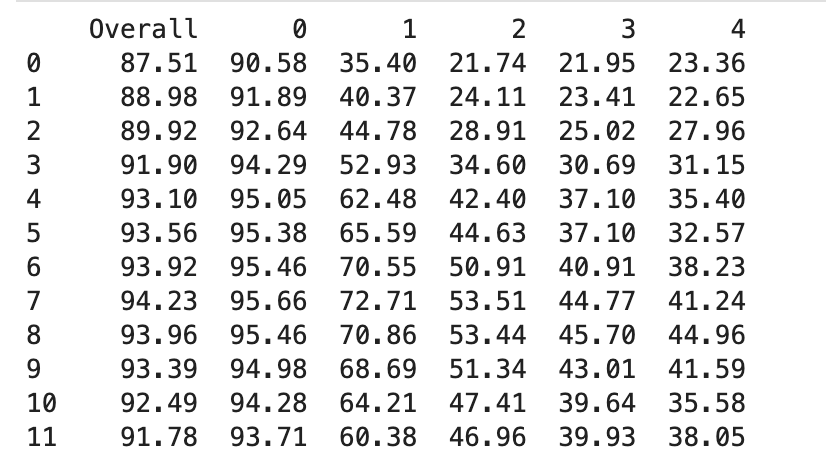 Overall 0 1 2 3 4
0 87.51 90.58 35.40 21.74 21.95 23.36
1 88.98 91.89 40.37 24.11 23.41 22.65
2 89.92 92.64 44.78 28.91 25.02 27.96
3 91.90 94.29 52.93 34.60 30.69 31.15
4 93.10 95.05 62.48 42.40 37.10 35.40
5 93.56 95.38 65.59 44.63 37.10 32.57
6 93.92 95.46 70.55 50.91 40.91 38.23
7 94.23 95.66 72.71 53.51 44.77 41.24
8 93.96 95.46 70.86 53.44 45.70 44.96
9 93.39 94.98 68.69 51.34 43.01 41.59
10 92.49 94.28 64.21 47.41 39.64 35.58
11 91.78 93.71 60.38 46.96 39.93 38.05